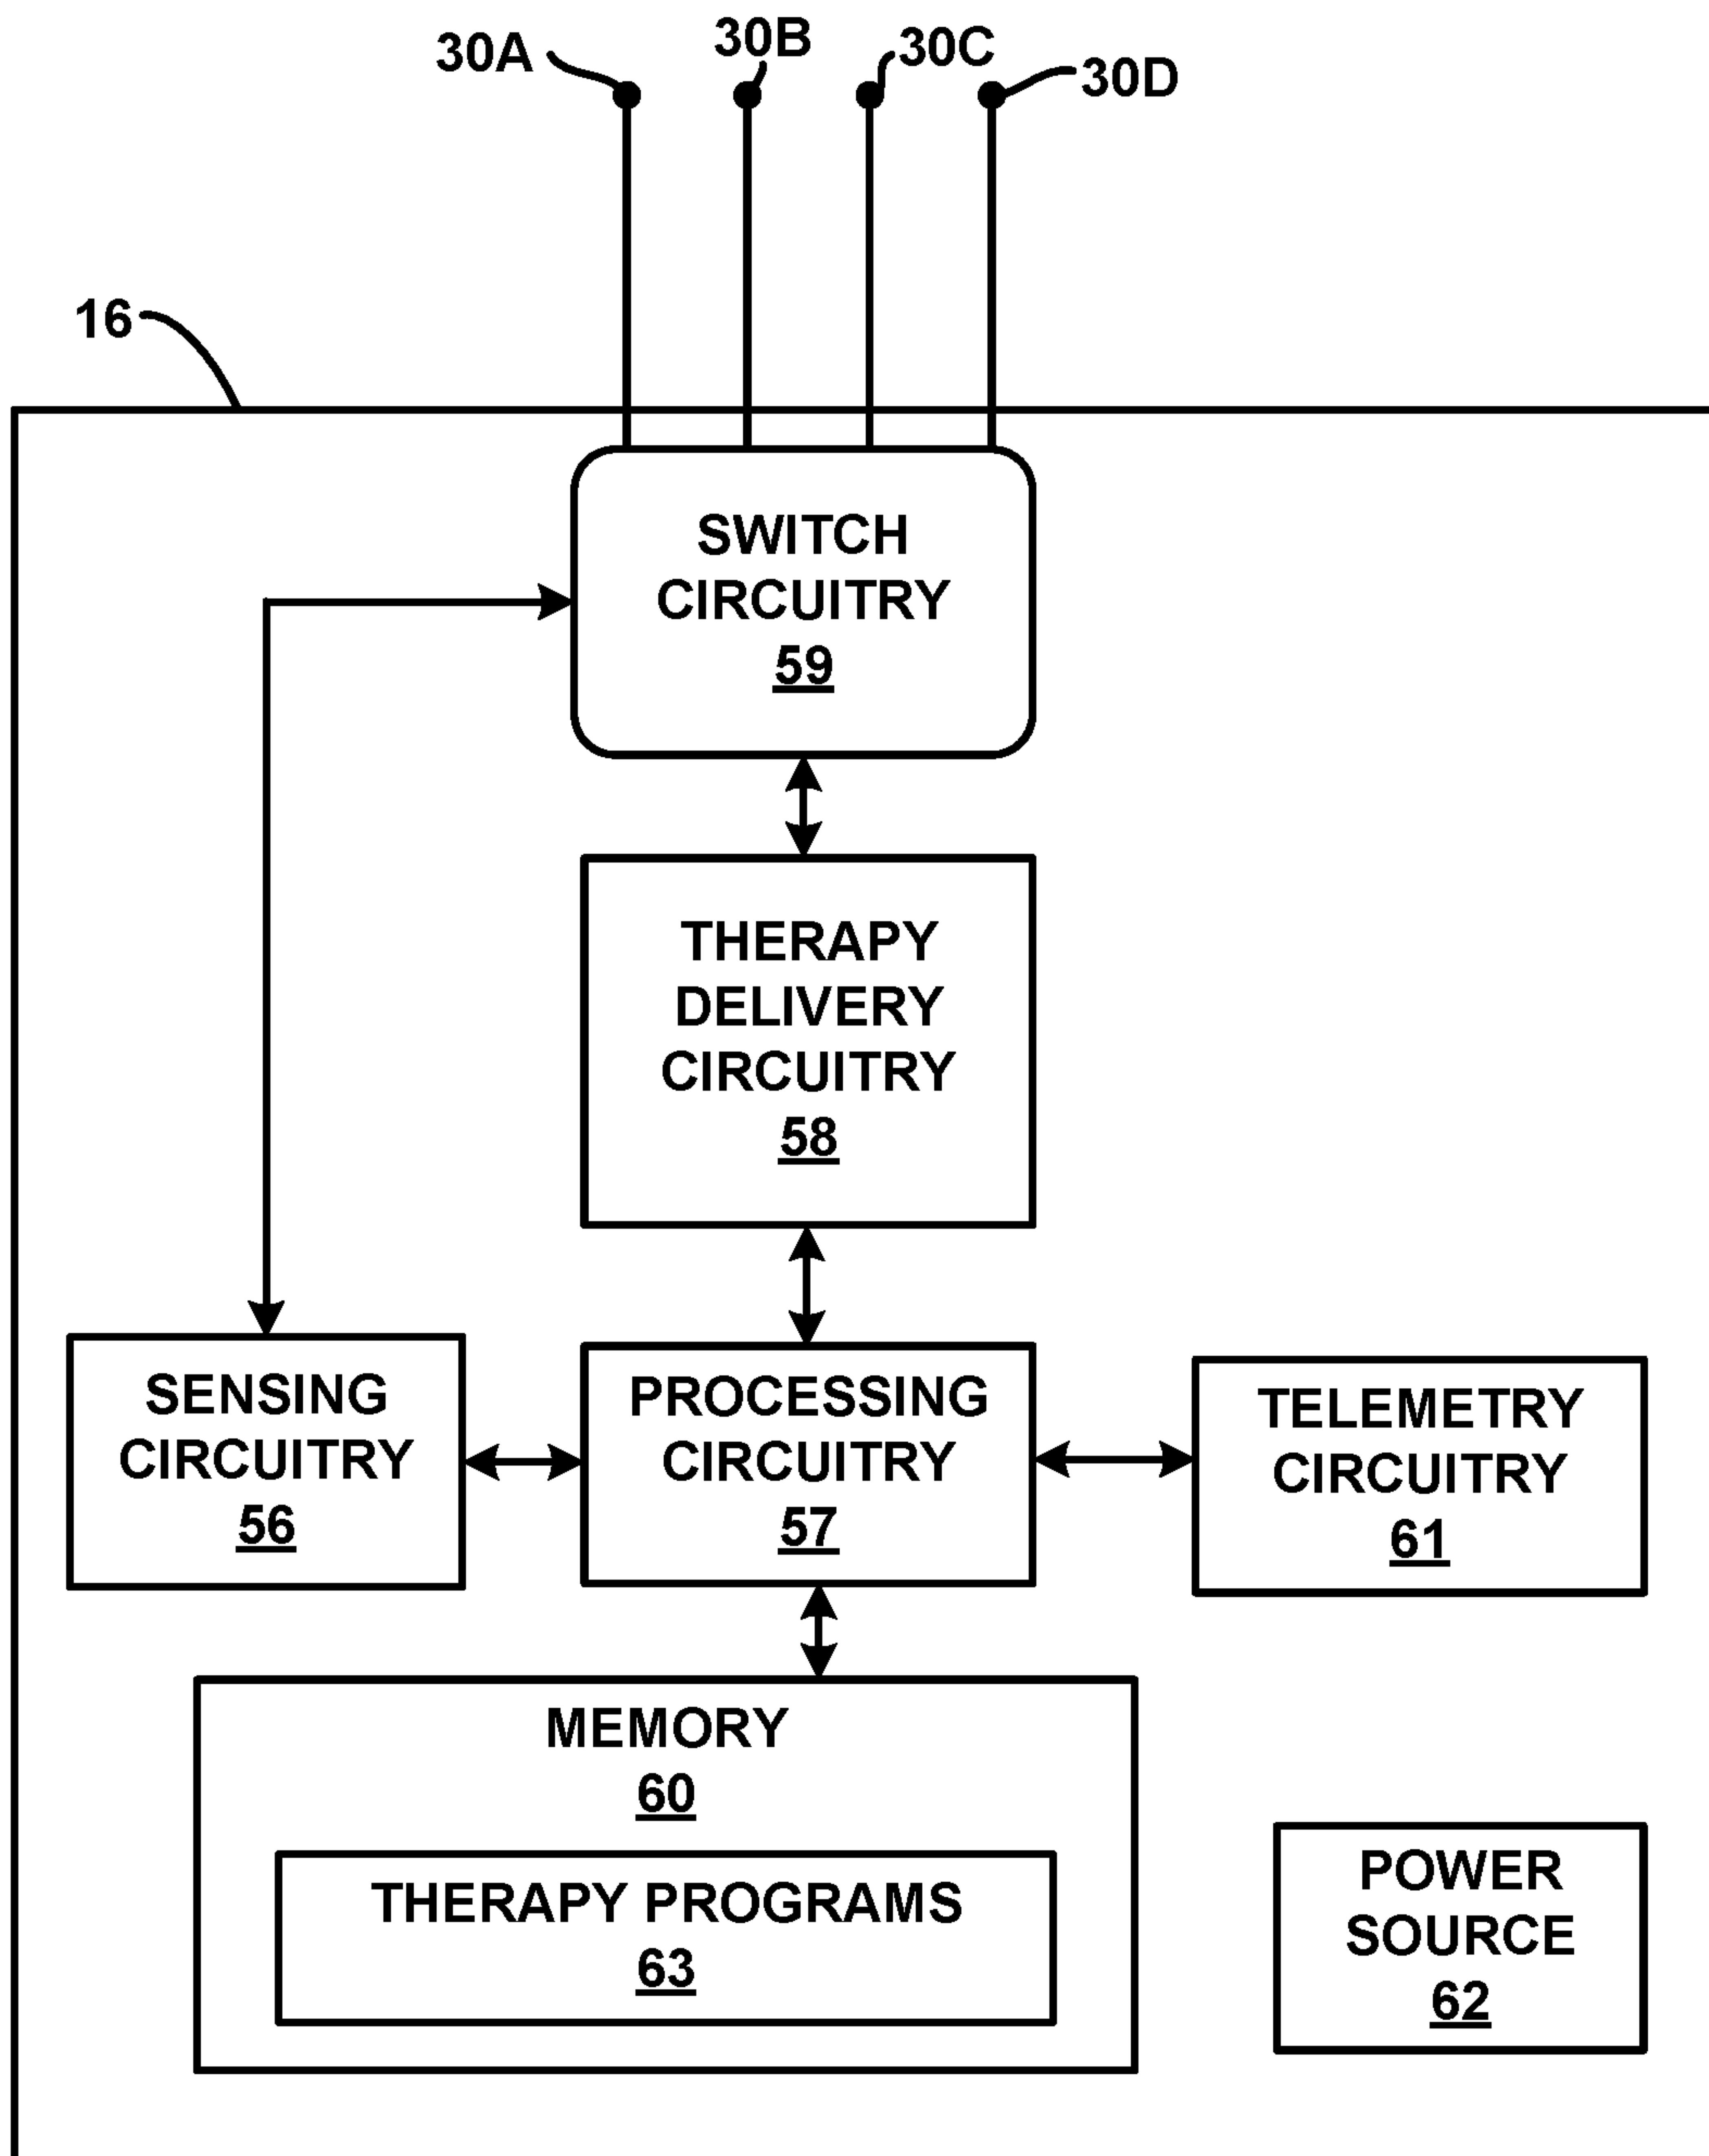 30A
30B
30C
30D
16
SWITCH
CIRCUITRY
59
THERAPY
DELIVERY
CIRCUITRY
58
SENSING
CIRCUITRY
56
PROCESSING
CIRCUITRY
57
TELEMETRY
CIRCUITRY
61
MEMORY
60
THERAPY PROGRAMS
63
POWER
SOURCE
62